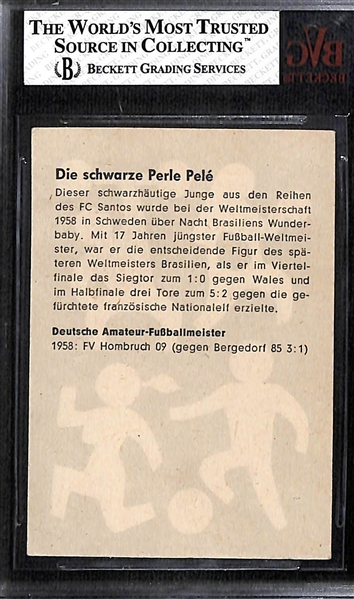 THE WORLD'S MOST TRUSTED
SOURCE IN COLLECTING™
B BECKETT GRADING SERVICES
BVG
BECKETT
Die schwarze Perle Pelé
Dieser schwarzhäutige Junge aus den Reihen
des FC Santos wurde bei der Weltmeisterschaft
1958 in Schweden über Nacht Brasiliens Wunder-
baby. Mit 17 Jahren jüngster Fußball-Weltmei-
ster, war er die entscheidende Figur des spä-
teren Weltmeisters Brasilien, als er im Viertel-
finale das Siegtor zum 1:0 gegen Wales und
im Halbfinale drei Tore zum 5:2 gegen die ge-
fürchtete französische Nationalelf erzielte.
Deutsche Amateur-Fußballmeister
1958: FV Hombruch 09 (gegen Bergedorf 85 3:1)